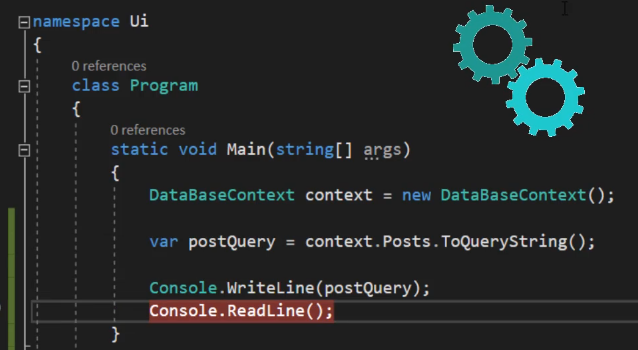 namespace Ui
{
0 references
class Program
{
0 references
static void Main(string[] args)
{
DataBaseContext context = new DataBaseContext();
var postQuery = context.Posts.ToQueryString();
Console.WriteLine(postQuery);
Console.ReadLine();
}